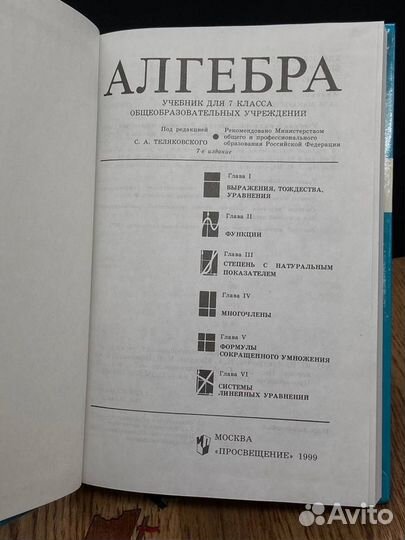 АЛГЕБРА
УЧЕБНИК ДЛЯ 7 КЛАССА
ОБЩЕОБРАЗОВАТЕЛЬНЫХ УЧРЕЖДЕНИЙ
Под редакцией
С. А. ТЕЛЯКОВСКОГО
7-е издание
Рекомендовано Министерством
общего и профессионального
образования Российской Федерации
Глава I
ВЫРАЖЕНИЯ, ТОЖДЕСТВА,
УРАВНЕНИЯ
Глава II
ФУНКЦИИ
Глава III
СТЕПЕНЬ С НАТУРАЛЬНЫМ
ПОКАЗАТЕЛЕМ
Глава IV
МНОГОЧЛЕНЫ
Глава V
ФОРМУЛЫ
СОКРАЩЕННОГО УМНОЖЕНИЯ
Глава VI
СИСТЕМЫ
ЛИНЕЙНЫХ УРАВНЕНИЙ
МОСКВА
«ПРОСВЕЩЕНИЕ» 1999
Avito